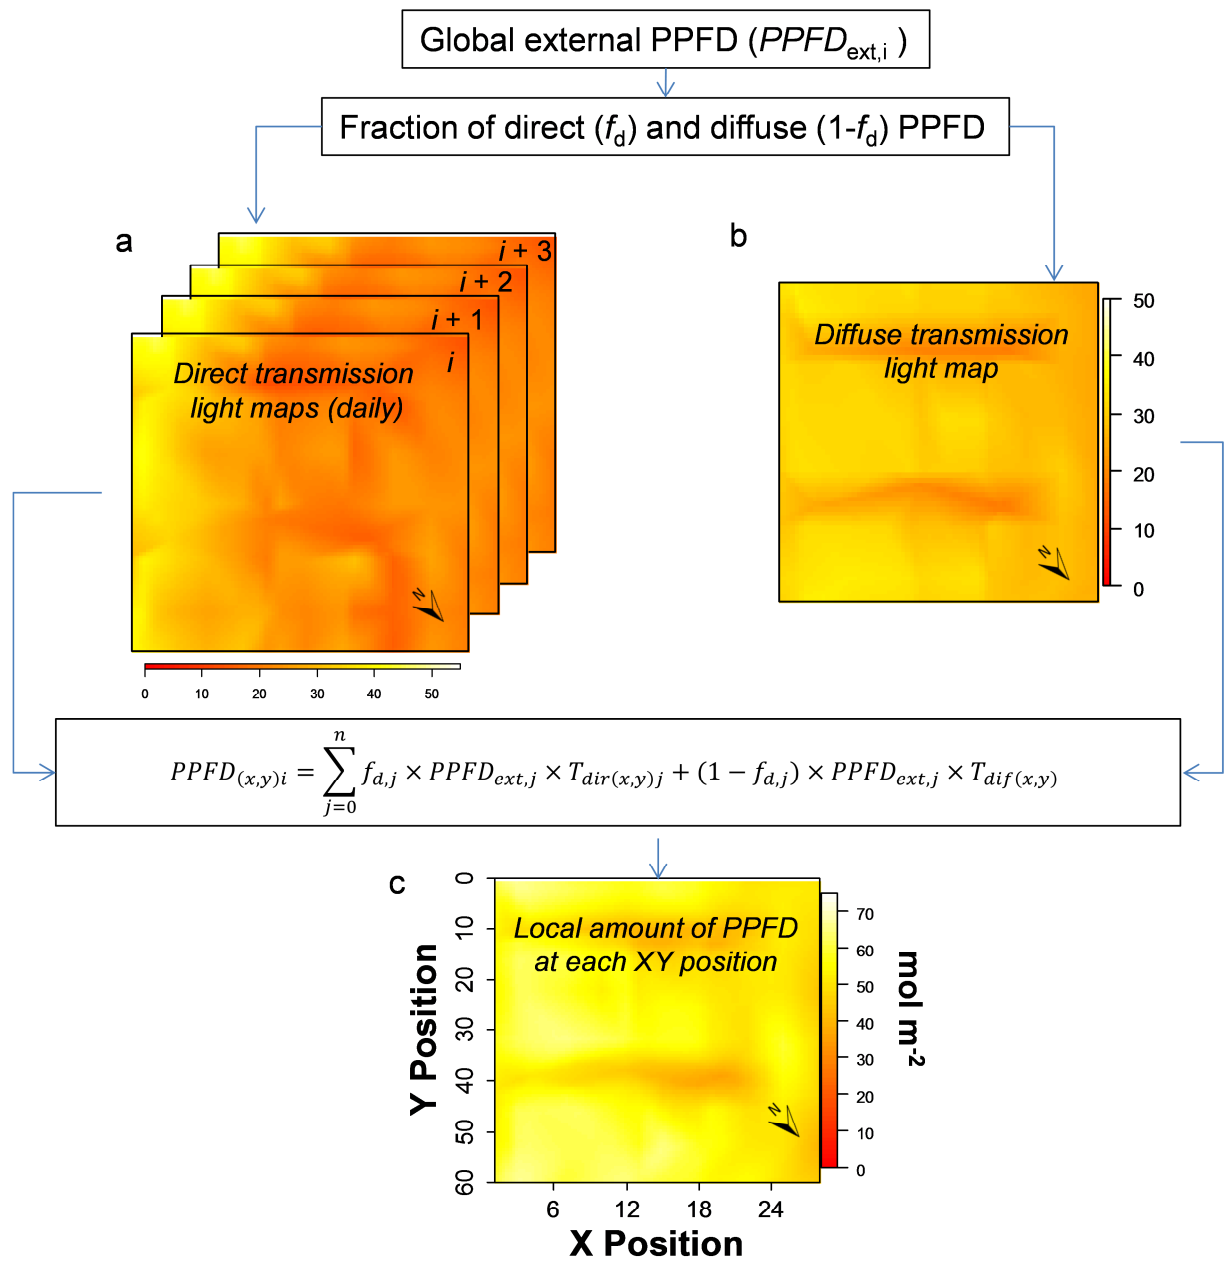 Global external PPFD (PPFDext,i )
Fraction of direct (fd) and diffuse (1-fd) PPFD
a
i + 3
i + 2
i + 1
i
Direct transmission
light maps (daily)
N
0 10 20 30 40 50
b
Diffuse transmission
light map
N
50
40
30
20
10
0
PPFD(x,y)i = ∑ n j=0 fd,j × PPFDext,j × Tdir(x,y)j + (1 − fd,j) × PPFDext,j × Tdif(x,y)
c
Local amount of PPFD
at each XY position
N
Y Position
0
10
20
30
40
50
60
6 12 18 24
X Position
70
60
50
40
30
20
10
0
mol m-2